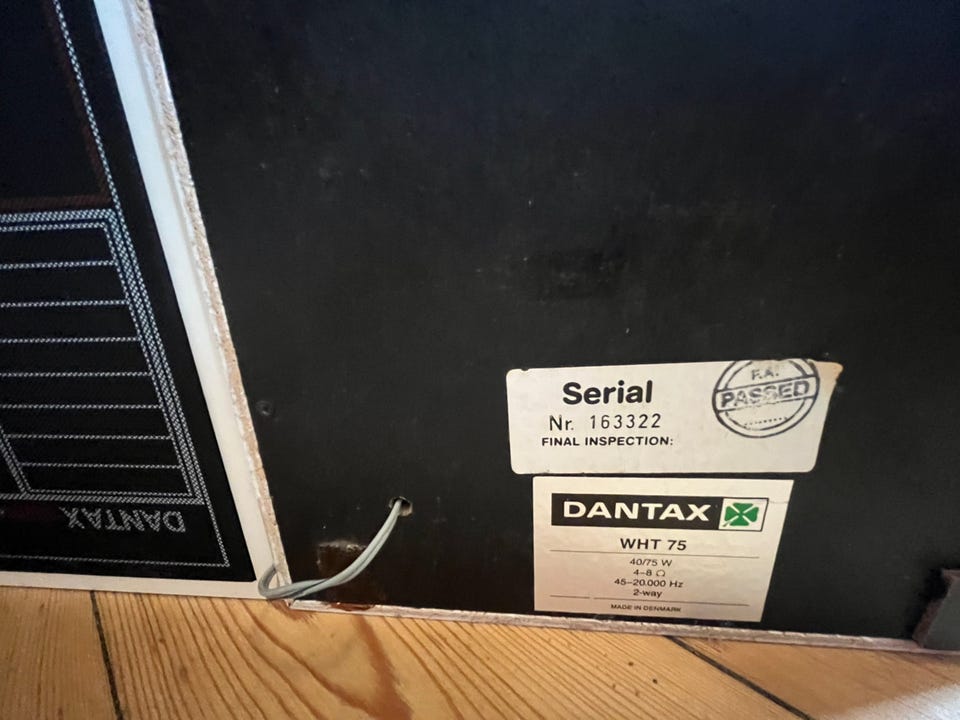 Serial
Nr. 163322
FINAL INSPECTION:
F.A.
PASSED
DANTAX
WHT 75
40/75 W
4–8 Ω
45–20.000 Hz
2-way
MADE IN DENMARK
DANTAX